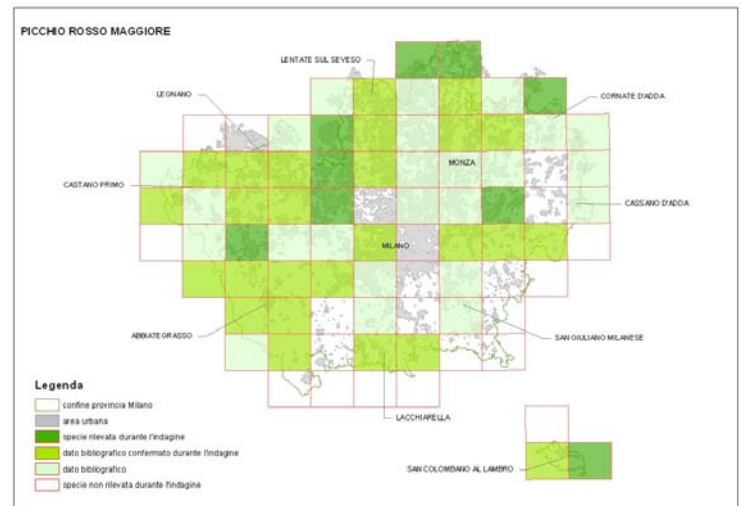 PICCHIO ROSSO MAGGIORE
LENTATE SUL SEVESO
LEGNANO
CORNATE D'ADDA
MONZA
CASTANO PRIMO
CASSANO D'ADDA
MILANO
ABBIATEGRASSO
SAN GIULIANO MILANESE
LACCHIARELLA
SAN COLOMBANO AL LAMBRO
Legenda
confine provincia Milano
area urbana
specie rilevata durante l'indagine
dato bibliografico confermato durante l'indagine
dato bibliografico
specie non rilevata durante l'indagine